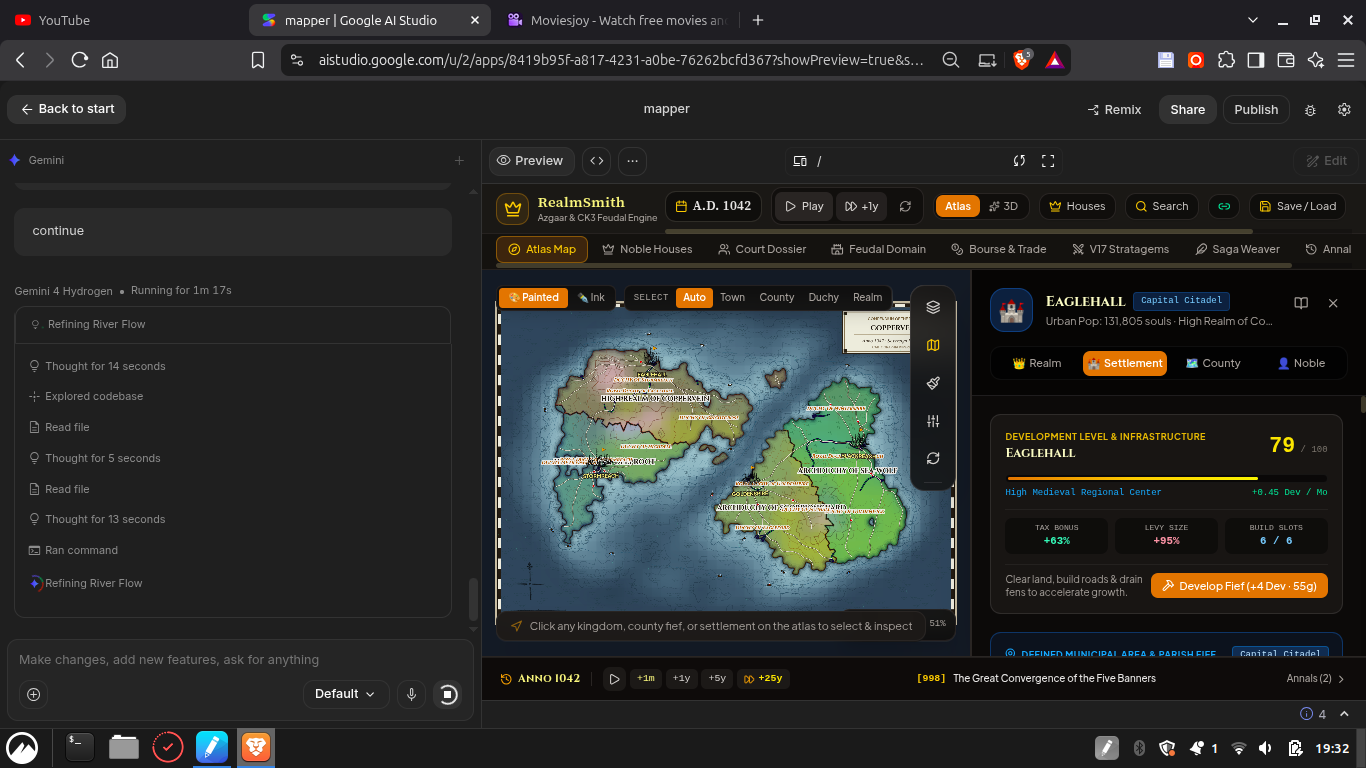 YouTube
mapper | Google AI Studio
Moviesjoy - Watch free movies an
aistudio.google.com/u/2/apps/8419b95f-a817-4231-a0be-76262bcfd367?showPreview=true&s...
5
Back to start
mapper
Remix
Share
Publish
Gemini
continue
Gemini 4 Hydrogen • Running for 1m 17s
Refining River Flow
Thought for 14 seconds
Explored codebase
Read file
Thought for 5 seconds
Read file
Thought for 13 seconds
Ran command
Refining River Flow
Make changes, add new features, ask for anything
Default
Preview
/
Edit
RealmSmith
Azgaar & CK3 Feudal Engine
A.D. 1042
Play
+1y
Atlas
3D
Houses
Search
Save/Load
Atlas Map
Noble Houses
Court Dossier
Feudal Domain
Bourse & Trade
V17 Stratagems
Saga Weaver
Annal
Painted
Ink
SELECT
Auto
Town
County
Duchy
Realm
COPPERVE
HIGH REALM OF COPPERVEIN
ROOT
STORMREACH
GOLDENSPIRE
ARCHDUCHY OF SEA-WOLF
ARCHDUCHY OF
Click any kingdom, county fief, or settlement on the atlas to select & inspect
51%
EAGLEHALL
Capital Citadel
Urban Pop: 131,805 souls · High Realm of Co...
Realm
Settlement
County
Noble
DEVELOPMENT LEVEL & INFRASTRUCTURE
EAGLEHALL
79 / 100
High Medieval Regional Center
+0.45 Dev / Mo
TAX BONUS
+63%
LEVY SIZE
+95%
BUILD SLOTS
6 / 6
Clear land, build roads & drain
fens to accelerate growth.
Develop Fief (+4 Dev · 55g)
DEFINED MUNICIPAL AREA & PARISH FIEF
Capital Citadel
ANNO 1042
+1m
+1y
+5y
+25y
[998] The Great Convergence of the Five Banners
Annals (2)
4
1
19:32